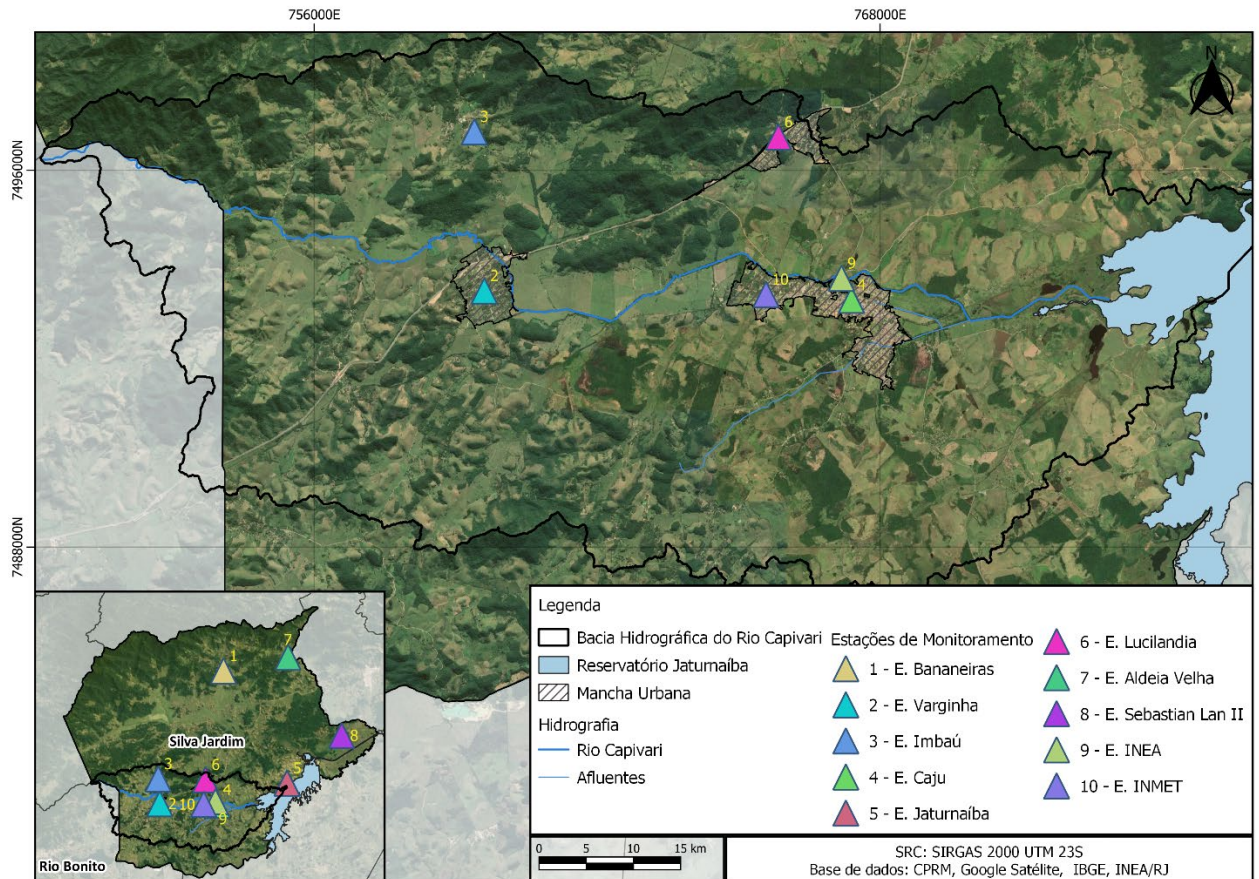 756000E
768000E
N
7496000N
7488000N
3
6
2
10
9
4
1
7
8
Silva Jardim
3
6
5
2
10
4
9
Rio Bonito
Legenda
Bacia Hidrográfica do Rio Capivari
Reservatório Jaturnaíba
Mancha Urbana
Hidrografia
Rio Capivari
Afluentes
Estações de Monitoramento
1 - E. Bananeiras
2 - E. Varginha
3 - E. Imbaú
4 - E. Caju
5 - E. Jaturnaíba
6 - E. Lucilandia
7 - E. Aldeia Velha
8 - E. Sebastian Lan II
9 - E. INEA
10 - E. INMET
0 5 10 15 km
SRC: SIRGAS 2000 UTM 23S
Base de dados: CPRM, Google Satélite, IBGE, INEA/RJ